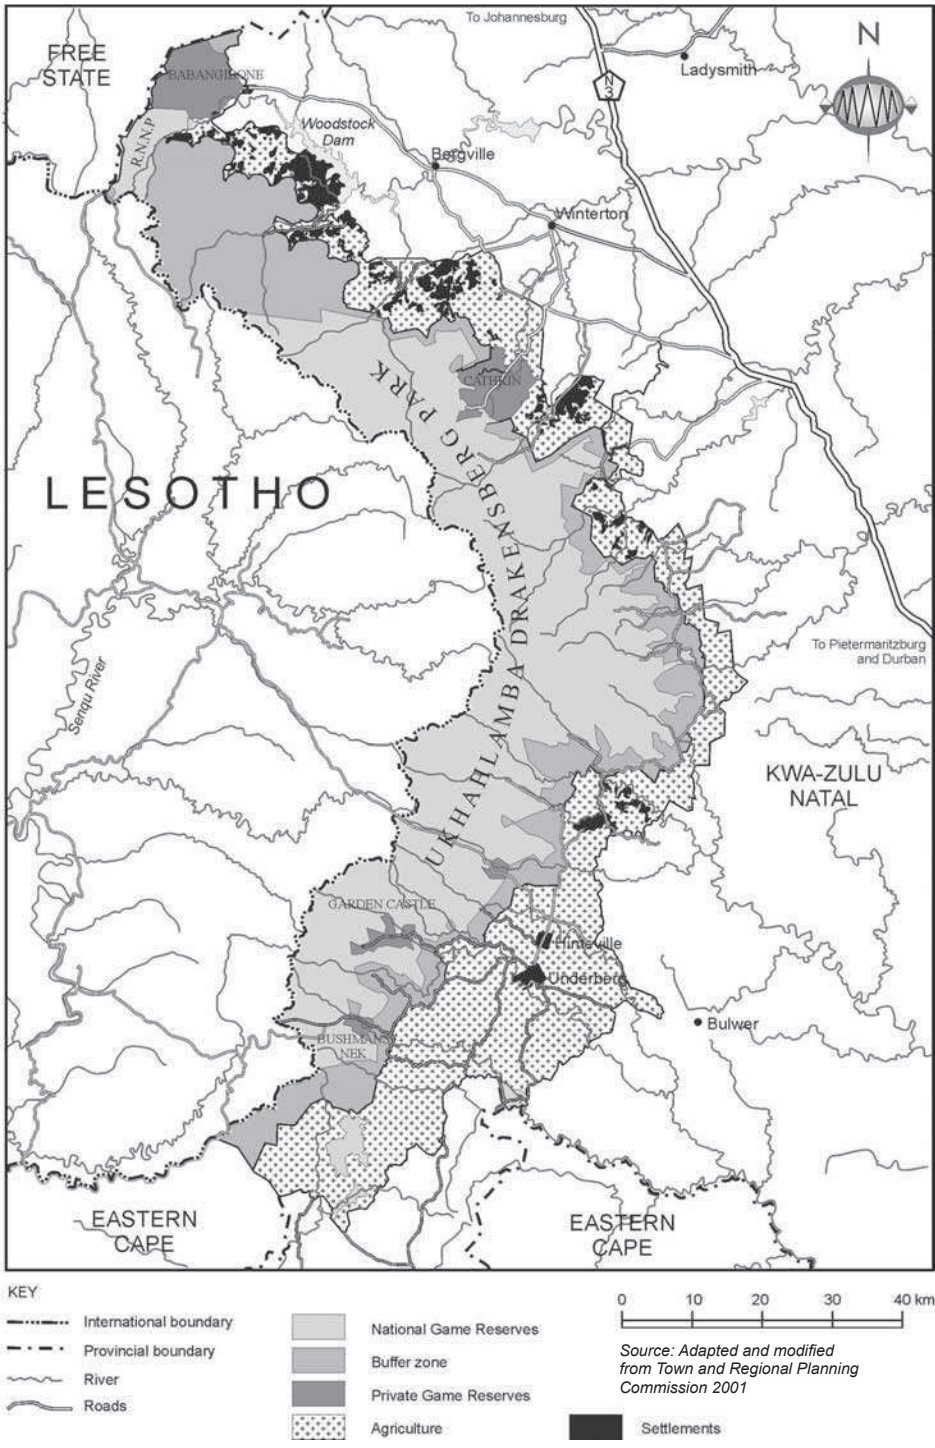 To Johannesburg
N
FREE
STATE
Ladysmith
BABANGIBONE
N
3
R.N.N.P
Woodstock
Dam
Bergville
Winterton
CATHKIN
LESOTHO
UKHAHLAMBA DRAKENSBERG PARK
To Pietermaritzburg
and Durban
Senqu River
KWA-ZULU
NATAL
GARDEN CASTLE
Himeville
Underberg
Bulwer
BUSHMANS
NEK
EASTERN
CAPE
EASTERN
CAPE
KEY
International boundary
Provincial boundary
River
Roads
National Game Reserves
Buffer zone
Private Game Reserves
Agriculture
Settlements
0 10 20 30 40 km
Source: Adapted and modified
from Town and Regional Planning
Commission 2001